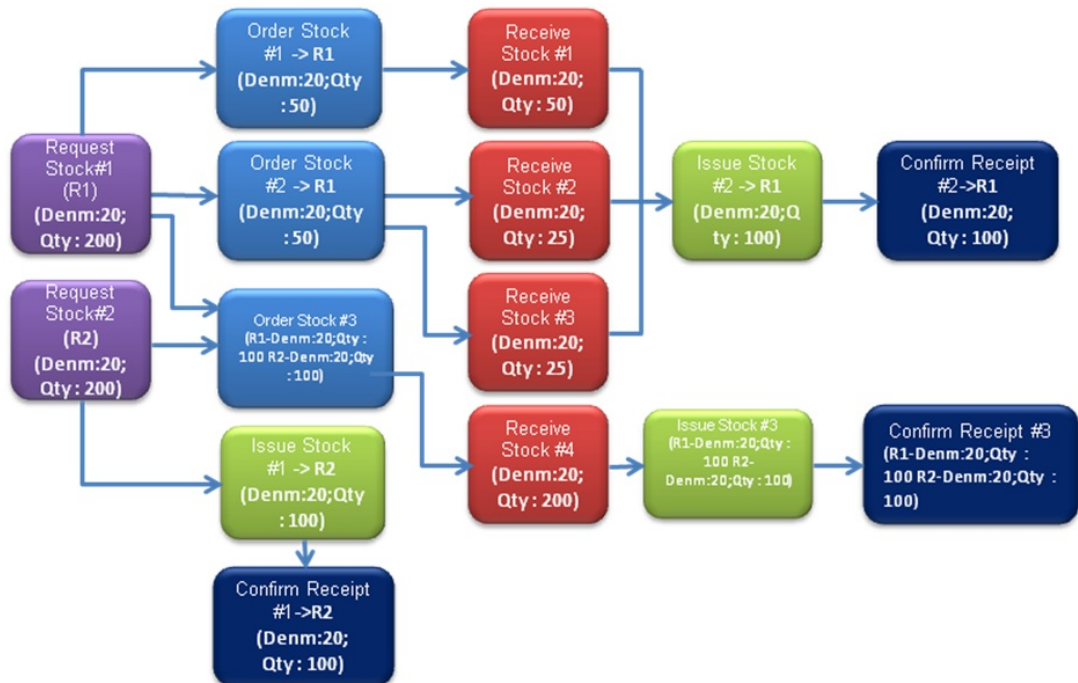 Order Stock
#1 -> R1
(Denm:20;Qty
: 50)
Receive
Stock #1
(Denm:20;
Qty : 50)
Request
Stock#1
(R1)
(Denm:20;
Qty : 200)
Order Stock
#2 -> R1
(Denm:20;Qty
: 50)
Receive
Stock #2
(Denm:20;
Qty : 25)
Issue Stock
#2 -> R1
(Denm:20;Q
ty : 100)
Confirm Receipt
#2->R1
(Denm:20;
Qty : 100)
Request
Stock#2
(R2)
(Denm:20;
Qty : 200)
Order Stock #3
(R1-Denm:20;Qty :
100 R2-Denm:20;Qty
: 100)
Receive
Stock #3
(Denm:20;
Qty : 25)
Issue Stock
#1 -> R2
(Denm:20;Qty
: 100)
Receive
Stock #4
(Denm:20;
Qty : 200)
Issue Stock #3
(R1-Denm:20;Qty :
100 R2-
Denm:20;Qty : 100)
Confirm Receipt #3
(R1-Denm:20;Qty :
100 R2-Denm:20;Qty :
100)
Confirm Receipt
#1 ->R2
(Denm:20;
Qty : 100)